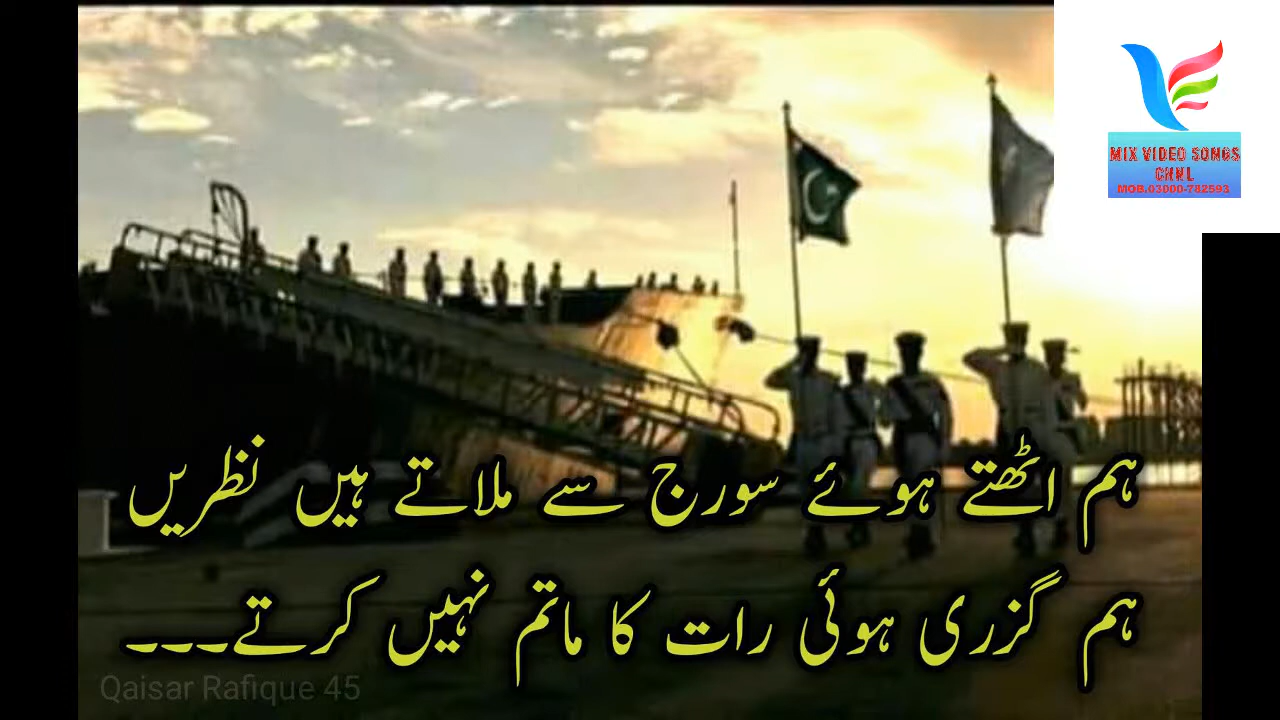 MIX VIDEO SONGS
CHNL
MOB.03000-782593
ہم اٹھتے ہوئے سورج سے ملاتے ہیں نظریں
ہم گزری ہوئی رات کا ماتم نہیں کرتے۔۔۔
Qaisar Rafique 45